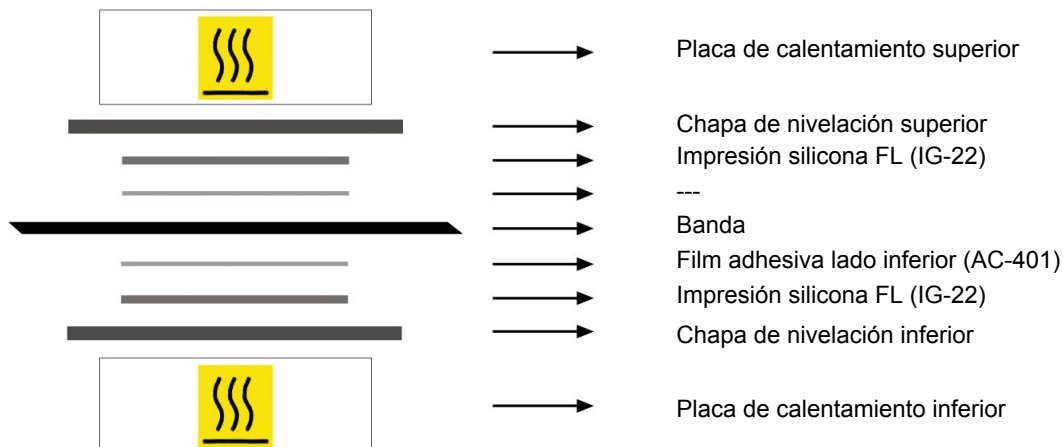 Placa de calentamiento superior
Chapa de nivelación superior
Impresión silicona FL (IG-22)
---
Banda
Film adhesiva lado inferior (AC-401)
Impresión silicona FL (IG-22)
Chapa de nivelación inferior
Placa de calentamiento inferior